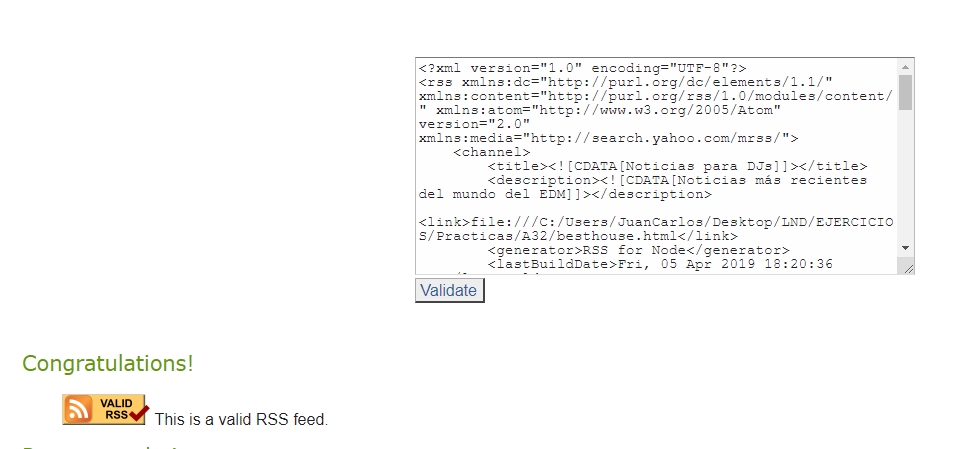 <?xml version="1.0" encoding="UTF-8"?>
<rss xmlns:dc="http://purl.org/dc/elements/1.1/"
xmlns:content="http://purl.org/rss/1.0/modules/content/
" xmlns:atom="http://www.w3.org/2005/Atom"
version="2.0"
xmlns:media="http://search.yahoo.com/mrss/">
<channel>
<title><![CDATA[Noticias para DJs]]></title>
<description><![CDATA[Noticias más recientes
del mundo del EDM]]></description>
<link>file:///C:/Users/JuanCarlos/Desktop/LND/EJERCICIO
S/Practicas/A32/besthouse.html</link>
<generator>RSS for Node</generator>
<lastBuildDate>Fri, 05 Apr 2019 18:20:36
Validate
Congratulations!
VALID
RSS
This is a valid RSS feed.